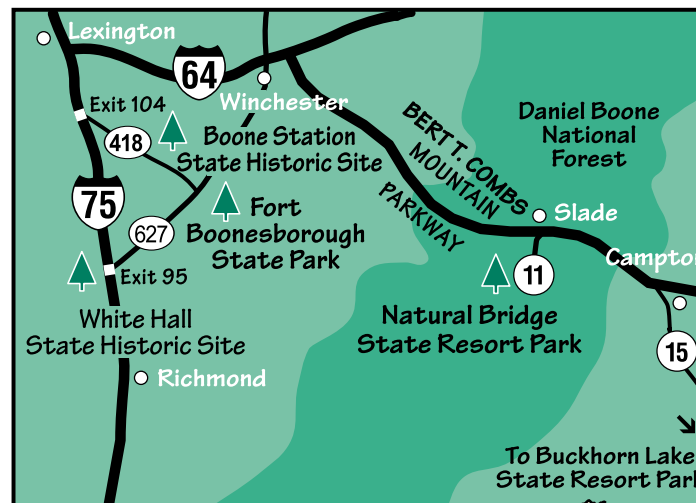 Lexington
64
Winchester
Exit 104
418
Boone Station
State Historic Site
75
Fort
Boonesborough
State Park
627
Exit 95
White Hall
State Historic Site
Richmond
BERT T. COMBS
MOUNTAIN
PARKWAY
Daniel Boone
National
Forest
Slade
11
Natural Bridge
State Resort Park
Campton
15
To Buckhorn Lake
State Resort Park